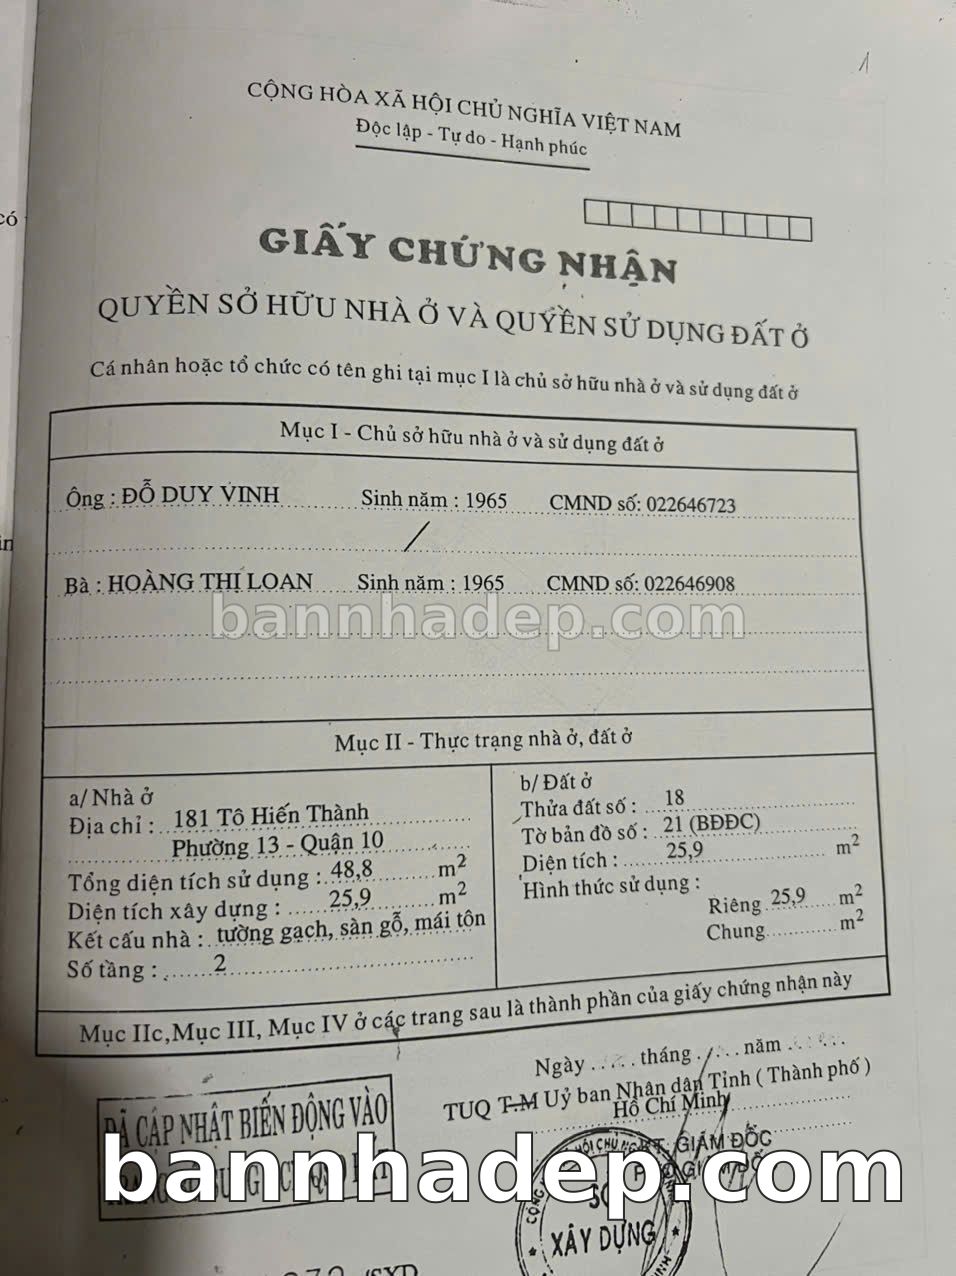 1
có
CỘNG HÒA XÃ HỘI CHỦ NGHĨA VIỆT NAM
Độc lập - Tự do - Hạnh phúc
GIẤY CHỨNG NHẬN
QUYỀN SỞ HỮU NHÀ Ở VÀ QUYỀN SỬ DỤNG ĐẤT Ở
Cá nhân hoặc tổ chức có tên ghi tại mục I là chủ sở hữu nhà ở và sử dụng đất ở
Mục I - Chủ sở hữu nhà ở và sử dụng đất ở
Ông : ĐỖ DUY VINH Sinh năm : 1965 CMND số: 022646723
Bà : HOÀNG THỊ LOAN Sinh năm : 1965 CMND số: 022646908
bannhadep.com
Mục II - Thực trạng nhà ở, đất ở
a/ Nhà ở
Địa chỉ : 181 Tô Hiến Thành
Phường 13 - Quận 10
Tổng diện tích sử dụng : 48,8 m²
Diện tích xây dựng : 25,9 m²
Kết cấu nhà : tường gạch, sàn gỗ, mái tôn
Số tầng : 2
b/ Đất ở
Thửa đất số : 18
Tờ bản đồ số : 21 (BĐĐC)
Diện tích : 25,9 m²
Hình thức sử dụng :
Riêng 25,9 m²
Chung m²
Mục IIc, Mục III, Mục IV ở các trang sau là thành phần của giấy chứng nhận này
Ngày tháng năm
TUQ T.M Uỷ ban Nhân dân Tỉnh ( Thành phố )
Hồ Chí Minh
ĐÃ CẬP NHẬT BIẾN ĐỘNG VÀO
KT. GIÁM ĐỐC
bannhadep.com
SỞ
XÂY DỰNG
/SXD